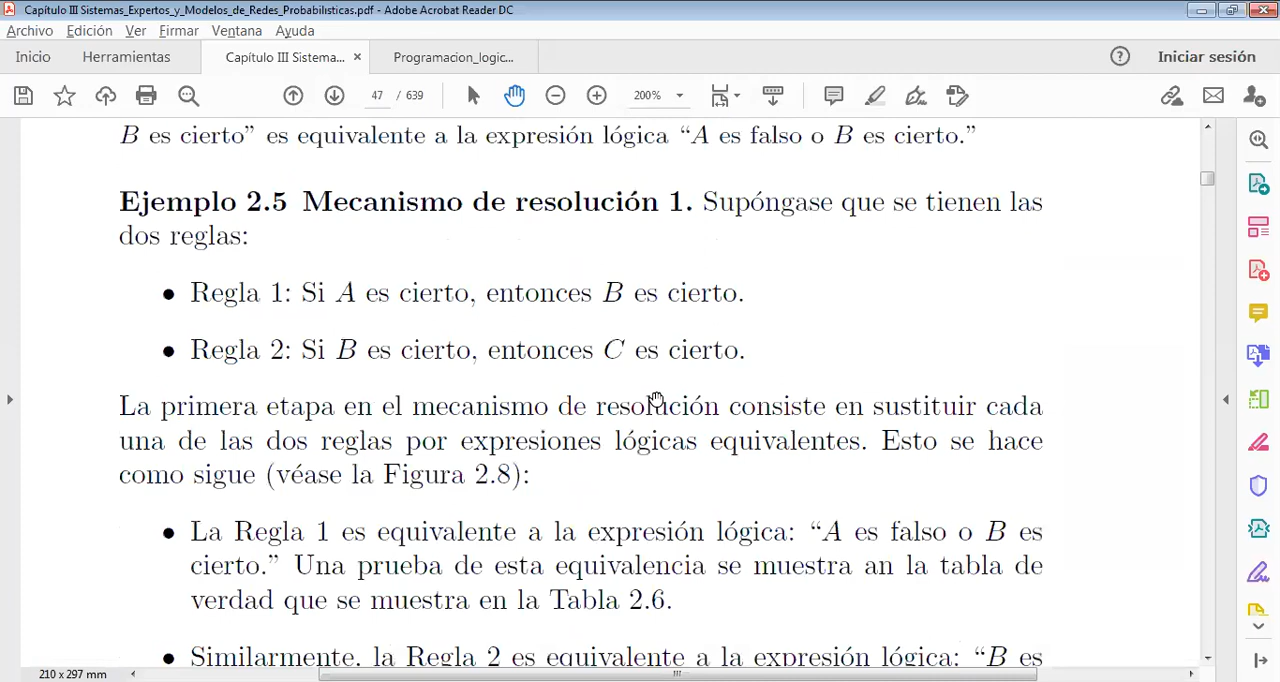 Capítulo III Sistemas_Expertos_y_Modelos_de_Redes_Probabilisticas.pdf - Adobe Acrobat Reader DC
Archivo Edición Ver Firmar Ventana Ayuda
Inicio Herramientas Capítulo III Sistema... × Programacion_logic... ? Iniciar sesión
47 / 639 200%
B es cierto” es equivalente a la expresión lógica “A es falso o B es cierto.”
Ejemplo 2.5 Mecanismo de resolución 1. Supóngase que se tienen las
dos reglas:
• Regla 1: Si A es cierto, entonces B es cierto.
• Regla 2: Si B es cierto, entonces C es cierto.
La primera etapa en el mecanismo de resolución consiste en sustituir cada
una de las dos reglas por expresiones lógicas equivalentes. Esto se hace
como sigue (véase la Figura 2.8):
• La Regla 1 es equivalente a la expresión lógica: “A es falso o B es
cierto.” Una prueba de esta equivalencia se muestra an la tabla de
verdad que se muestra en la Tabla 2.6.
• Similarmente, la Regla 2 es equivalente a la expresión lógica: “B es
210 x 297 mm